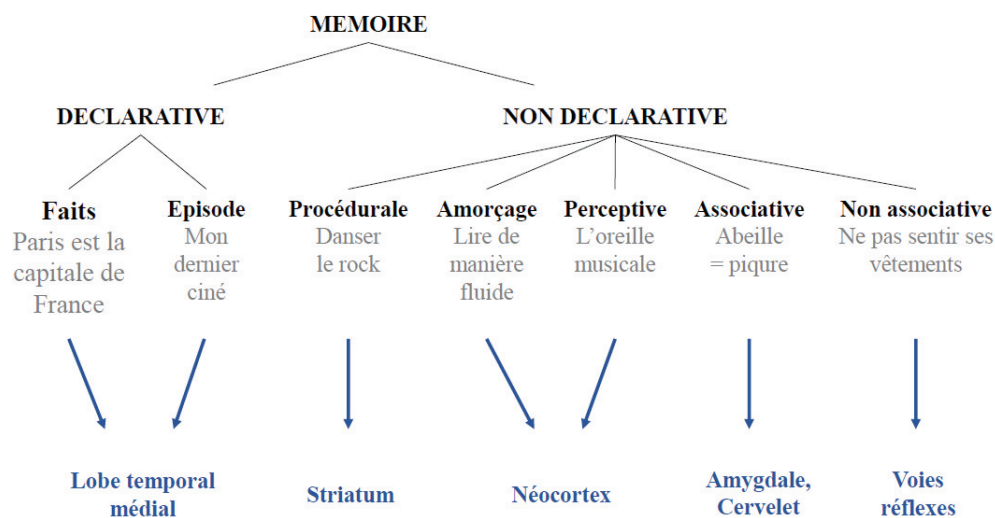 MEMOIRE
DECLARATIVE
NON DECLARATIVE
Faits
Paris est la
capitale de
France
Episode
Mon
dernier
ciné
Procédurale
Danser
le rock
Amorçage
Lire de
manière
fluide
Perceptive
L'oreille
musicale
Associative
Abeille
= piqure
Non associative
Ne pas sentir ses
vêtements
Lobe temporal
médial
Striatum
Néocortex
Amygdale,
Cervelet
Voies
réflexes